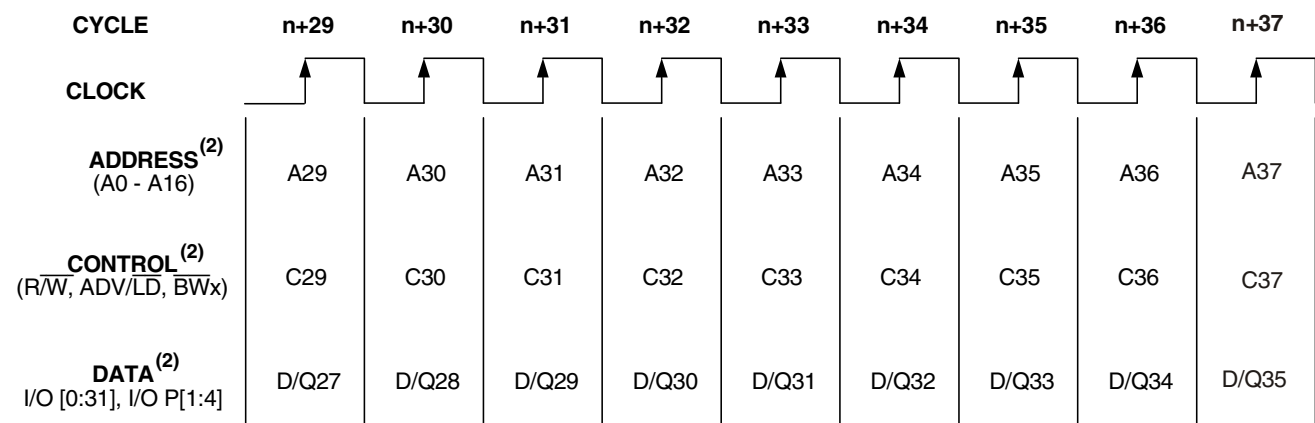 CYCLE n+29 n+30 n+31 n+32 n+33 n+34 n+35 n+36 n+37
CLOCK
ADDRESS(2)
(A0 - A16) A29 A30 A31 A32 A33 A34 A35 A36 A37
CONTROL(2)
(R/W, ADV/LD, BWx) C29 C30 C31 C32 C33 C34 C35 C36 C37
DATA(2)
I/O [0:31], I/O P[1:4] D/Q27 D/Q28 D/Q29 D/Q30 D/Q31 D/Q32 D/Q33 D/Q34 D/Q35